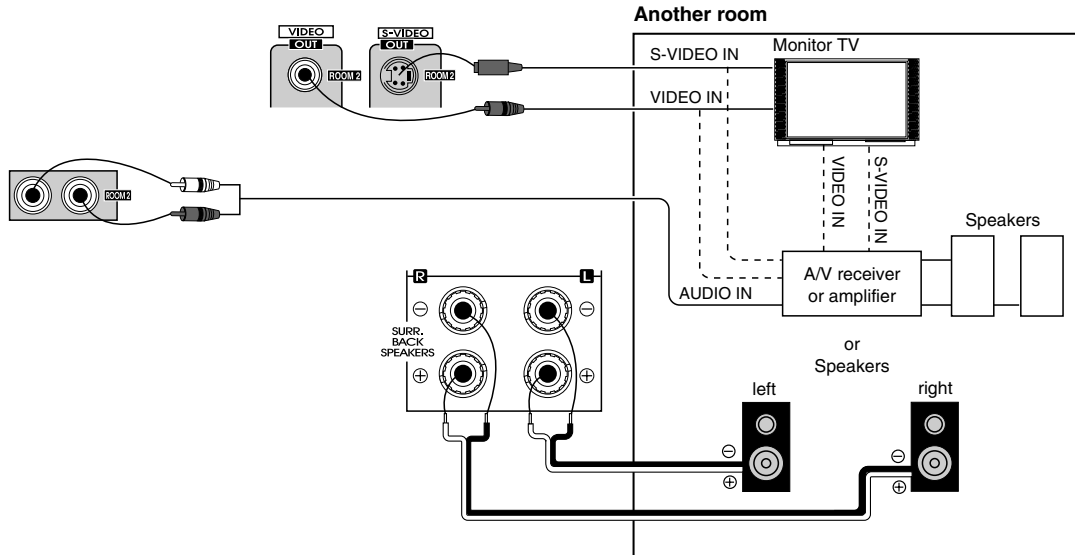 Another room
VIDEO
OUT
ROOM 2
S-VIDEO
OUT
ROOM 2
S-VIDEO IN
Monitor TV
VIDEO IN
ROOM 2
VIDEO IN
S-VIDEO IN
Speakers
A/V receiver
or amplifier
AUDIO IN
R
L
SURR.
BACK
SPEAKERS
or
Speakers
left
right